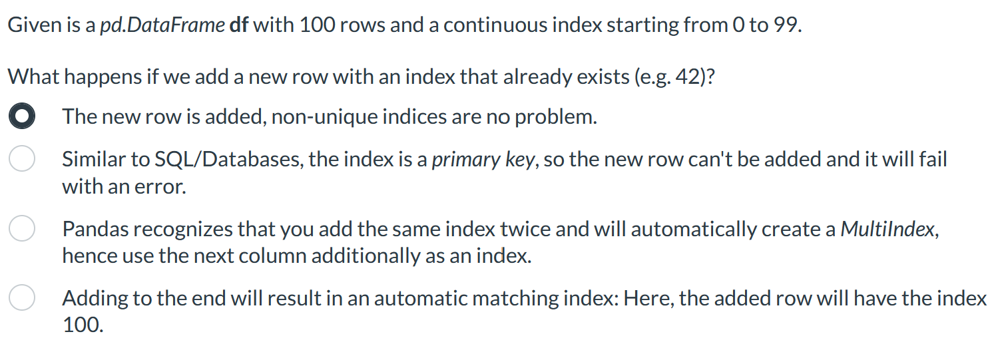 Given is a pd.DataFrame df with 100 rows and a continuous index starting from 0 to 99.
What happens if we add a new row with an index that already exists (e.g. 42)?
The new row is added, non-unique indices are no problem.
Similar to SQL/Databases, the index is a primary key, so the new row can't be added and it will fail
with an error.
Pandas recognizes that you add the same index twice and will automatically create a MultiIndex,
hence use the next column additionally as an index.
Adding to the end will result in an automatic matching index: Here, the added row will have the index
100.